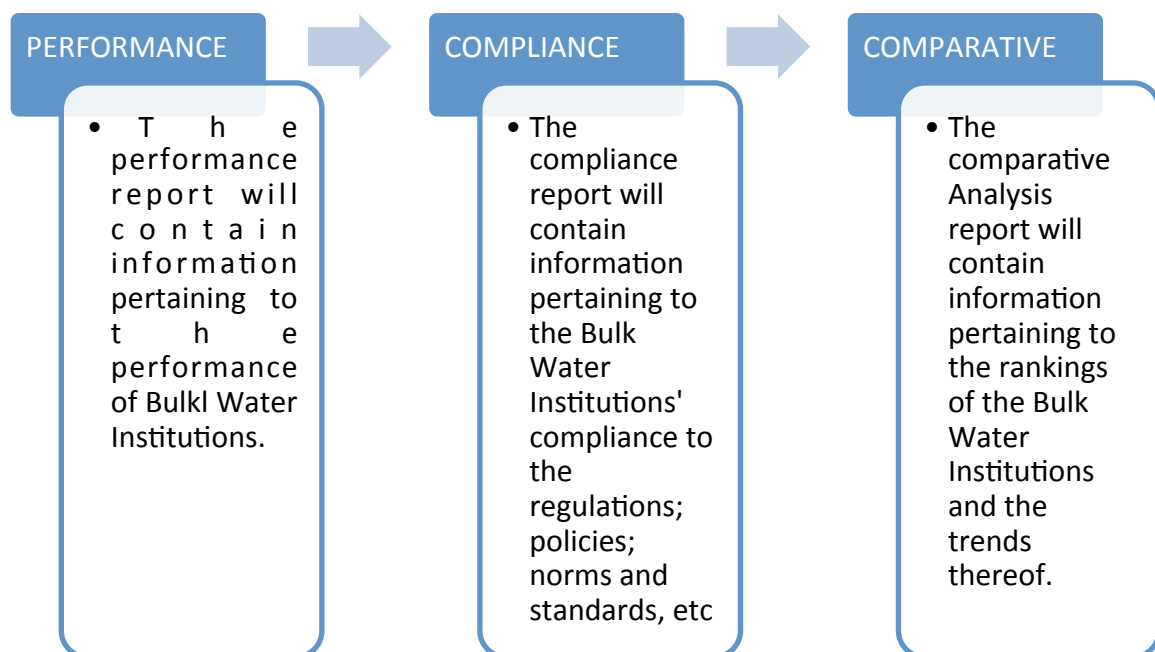 PERFORMANCE
• T h e
performance
report will
contain
information
pertaining to
t h e
performance
of Bulkl Water
Institutions.
COMPLIANCE
• The
compliance
report will
contain
information
pertaining to
the Bulk
Water
Institutions'
compliance to
the
regulations;
policies;
norms and
standards, etc
COMPARATIVE
• The
comparative
Analysis
report will
contain
information
pertaining to
the rankings
of the Bulk
Water
Institutions
and the
trends
thereof.